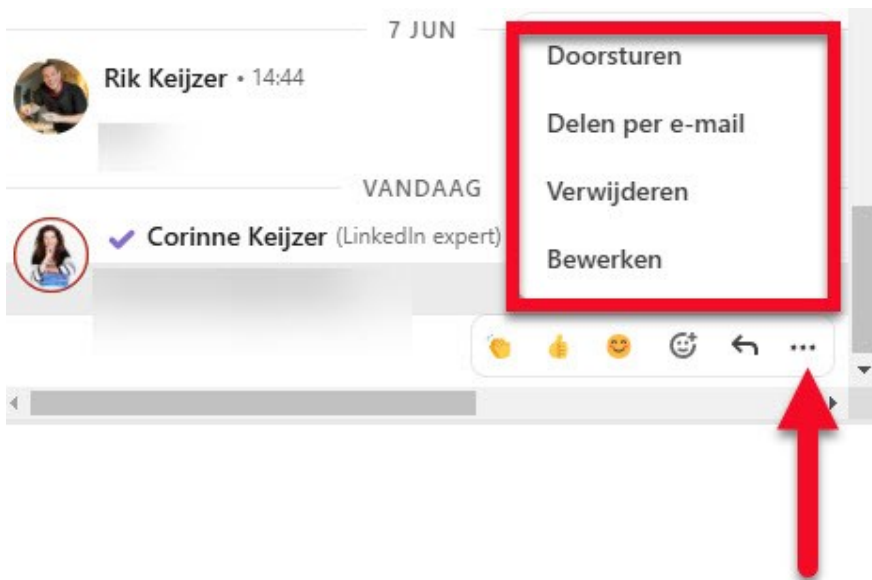 7 JUN
Rik Keijzer • 14:44
VANDAAG
Corinne Keijzer (LinkedIn expert)
Doorsturen
Delen per e-mail
Verwijderen
Bewerken